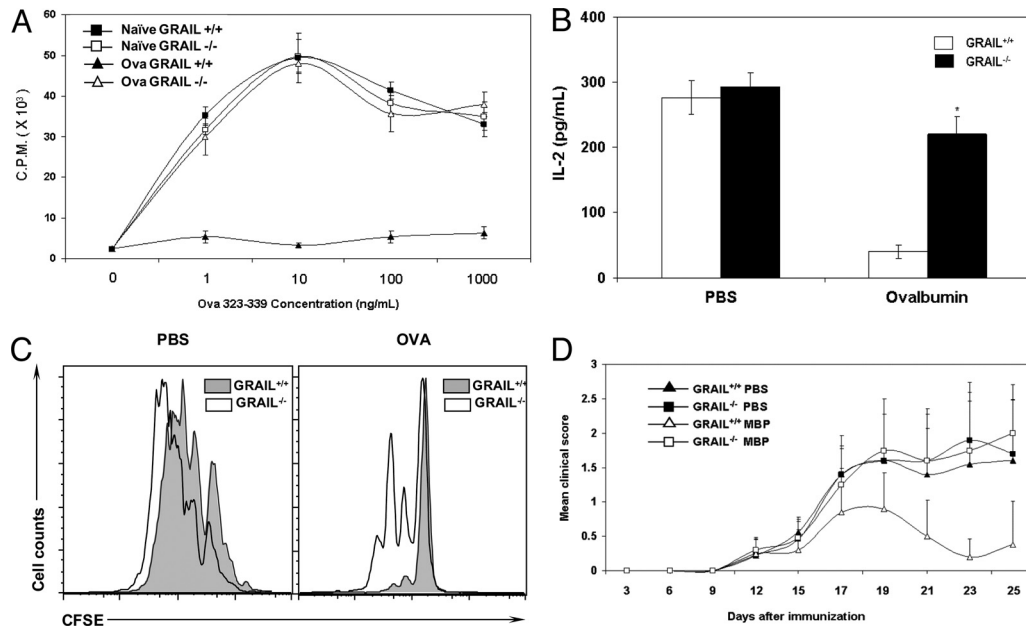 A
Naïve GRAIL +/+
Naïve GRAIL -/-
Ova GRAIL +/+
Ova GRAIL -/-
C.P.M. ( X 10³)
60
50
40
30
20
10
0
0 1 10 100 1000
Ova 323-339 Concentration (ng/mL)
B
GRAIL+/+
GRAIL-/-
IL-2 (pg/mL)
400
300
200
100
0
*
PBS Ovalbumin
C
PBS OVA
GRAIL+/+
GRAIL-/-
GRAIL+/+
GRAIL-/-
Cell counts
CFSE
D
GRAIL+/+ PBS
GRAIL-/- PBS
GRAIL+/+ MBP
GRAIL-/- MBP
Mean clinical score
3
2.5
2
1.5
1
0.5
0
3 6 9 12 15 17 19 21 23 25
Days after immunization